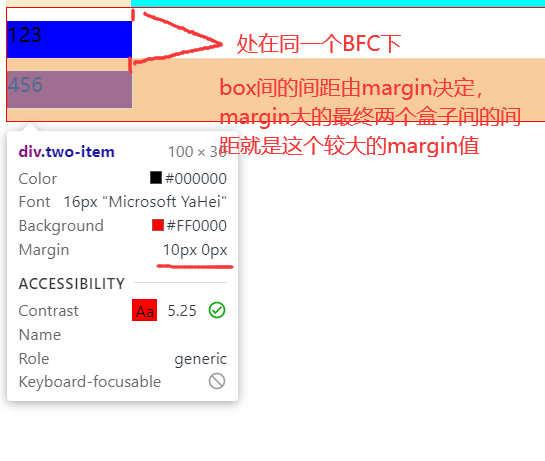 123
处在同一个BFC下
456
box间的间距由margin决定，
margin大的最终两个盒子间的间
距就是这个较大的margin值
div.two-item 100 × 30
Color #000000
Font 16px "Microsoft YaHei"
Background #FF0000
Margin 10px 0px
ACCESSIBILITY
Contrast Aa 5.25
Name
Role generic
Keyboard-focusable